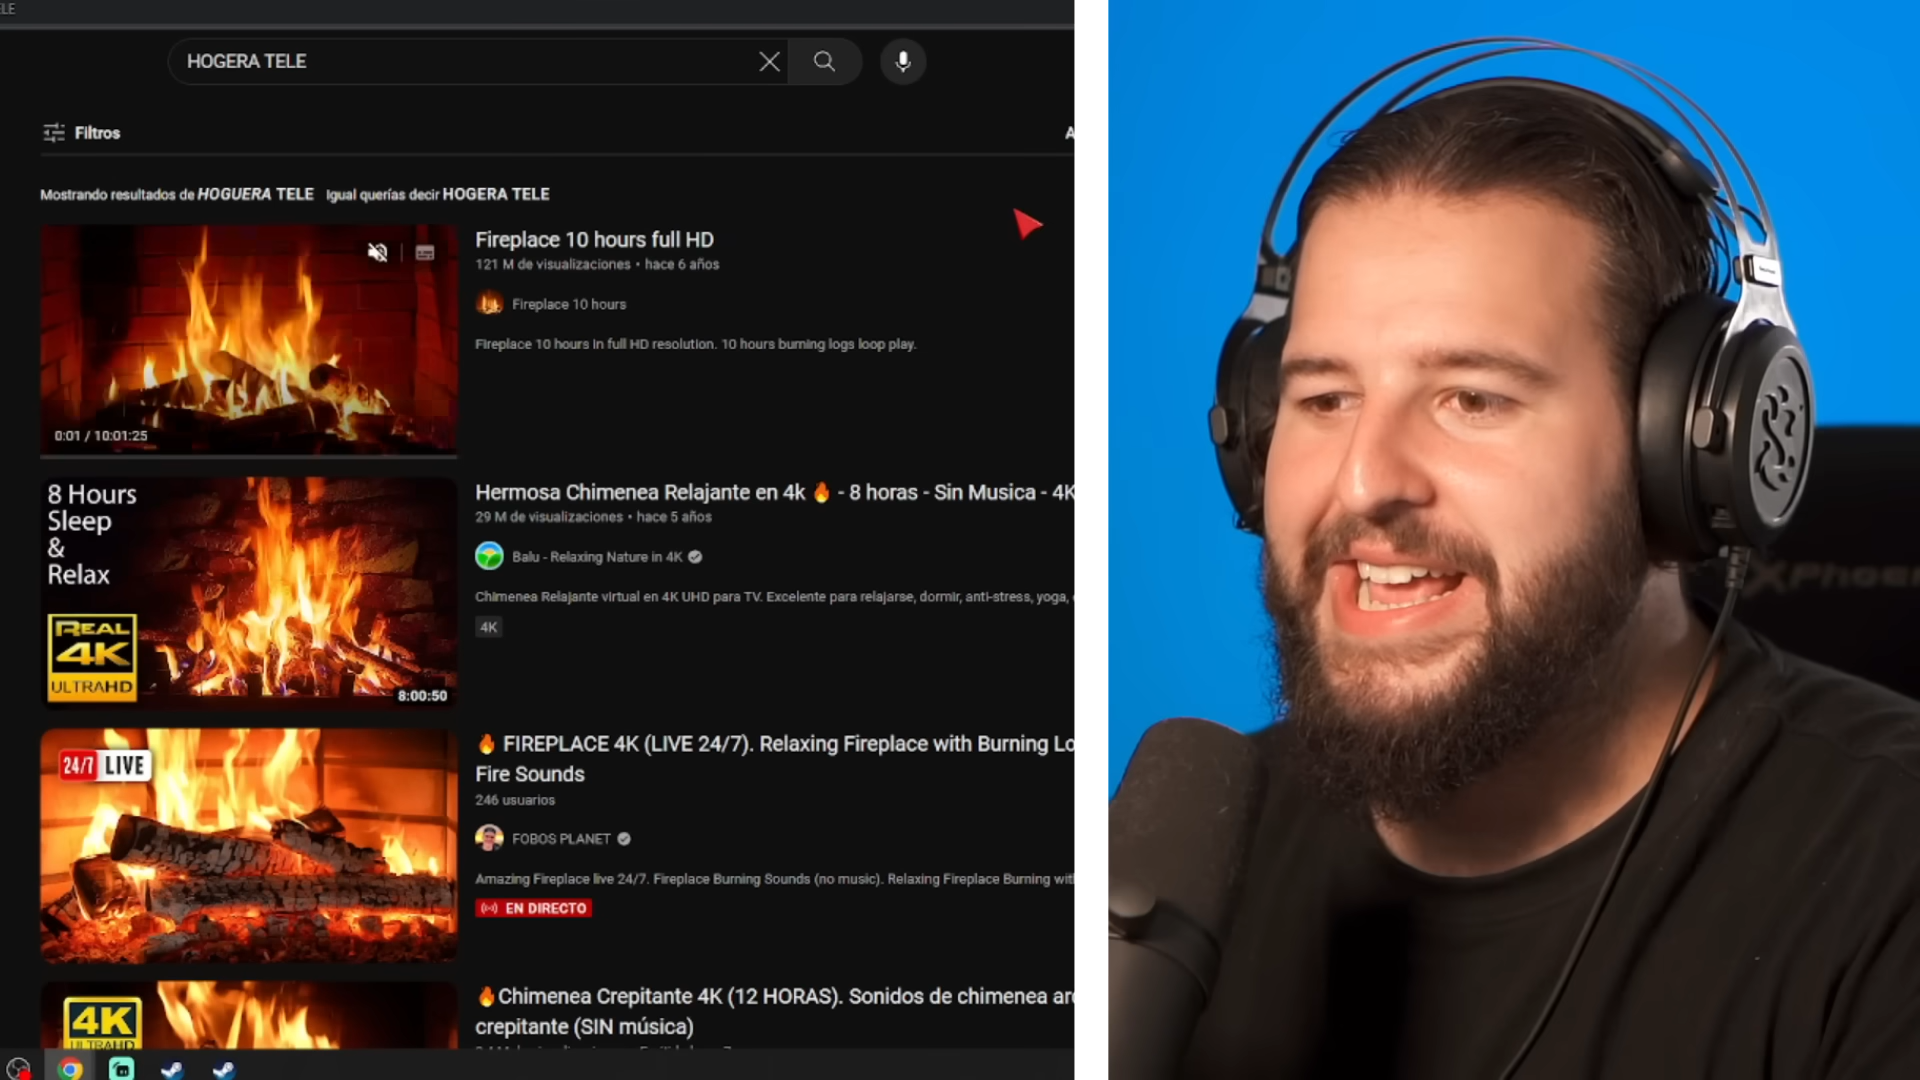 ELE
HOGERA TELE
Filtros
Mostrando resultados de HOGUERA TELE Igual querías decir HOGERA TELE
Fireplace 10 hours full HD
121 M de visualizaciones • hace 6 años
Fireplace 10 hours
Fireplace 10 hours in full HD resolution. 10 hours burning logs loop play.
0:01 / 10:01:25
8 Hours
Sleep
&
Relax
REAL
4K
ULTRAHD
8:00:50
Hermosa Chimenea Relajante en 4k 🔥 - 8 horas - Sin Musica - 4K
29 M de visualizaciones • hace 5 años
Balu - Relaxing Nature in 4K
Chimenea Relajante virtual en 4K UHD para TV. Excelente para relajarse, dormir, anti-stress, yoga,
4K
24/7 LIVE
🔥 FIREPLACE 4K (LIVE 24/7). Relaxing Fireplace with Burning Lo
Fire Sounds
246 usuarios
FOBOS PLANET
Amazing Fireplace live 24/7. Fireplace Burning Sounds (no music). Relaxing Fireplace Burning wit
EN DIRECTO
4K
ULTRAHD
🔥Chimenea Crepitante 4K (12 HORAS). Sonidos de chimenea ar
crepitante (SIN música)